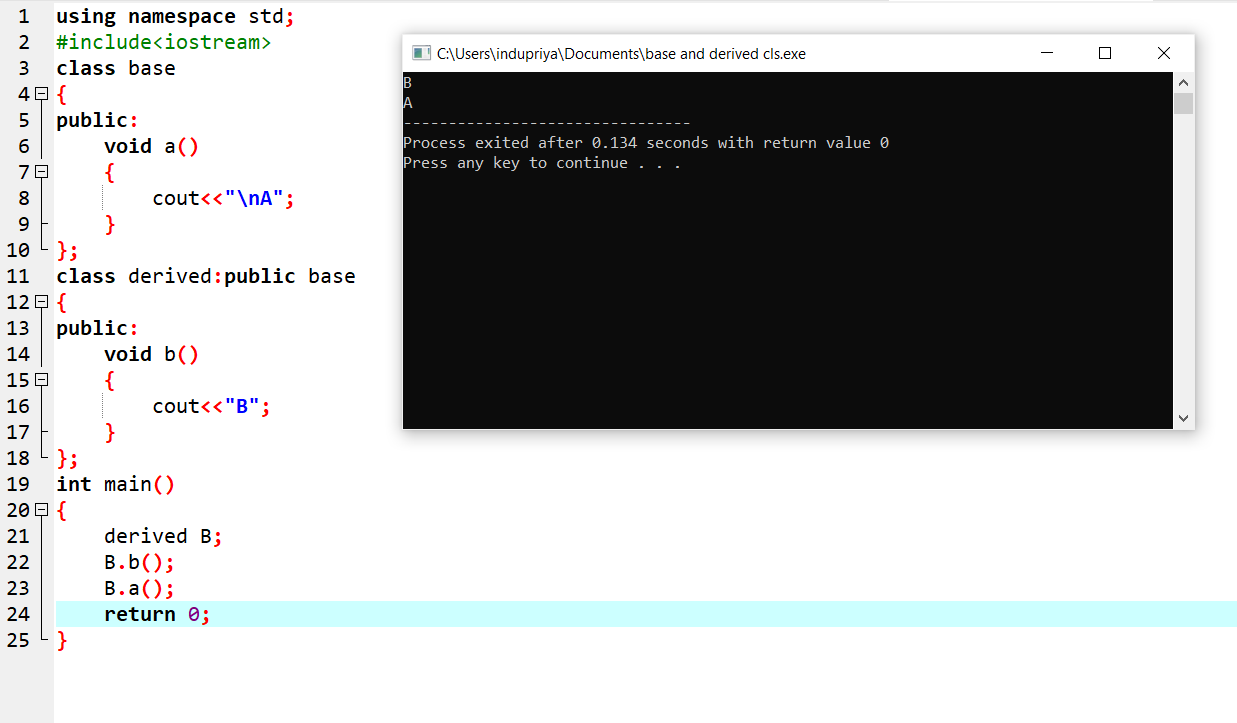 1 using namespace std;
2 #include<iostream>
3 class base
4 {
5 public:
6 void a()
7 {
8 cout<<"\nA";
9 }
10 };
11 class derived:public base
12 {
13 public:
14 void b()
15 {
16 cout<<"B";
17 }
18 };
19 int main()
20 {
21 derived B;
22 B.b();
23 B.a();
24 return 0;
25 }
C:\Users\indupriya\Documents\base and derived cls.exe
B
A
--------------------------------
Process exited after 0.134 seconds with return value 0
Press any key to continue . . .